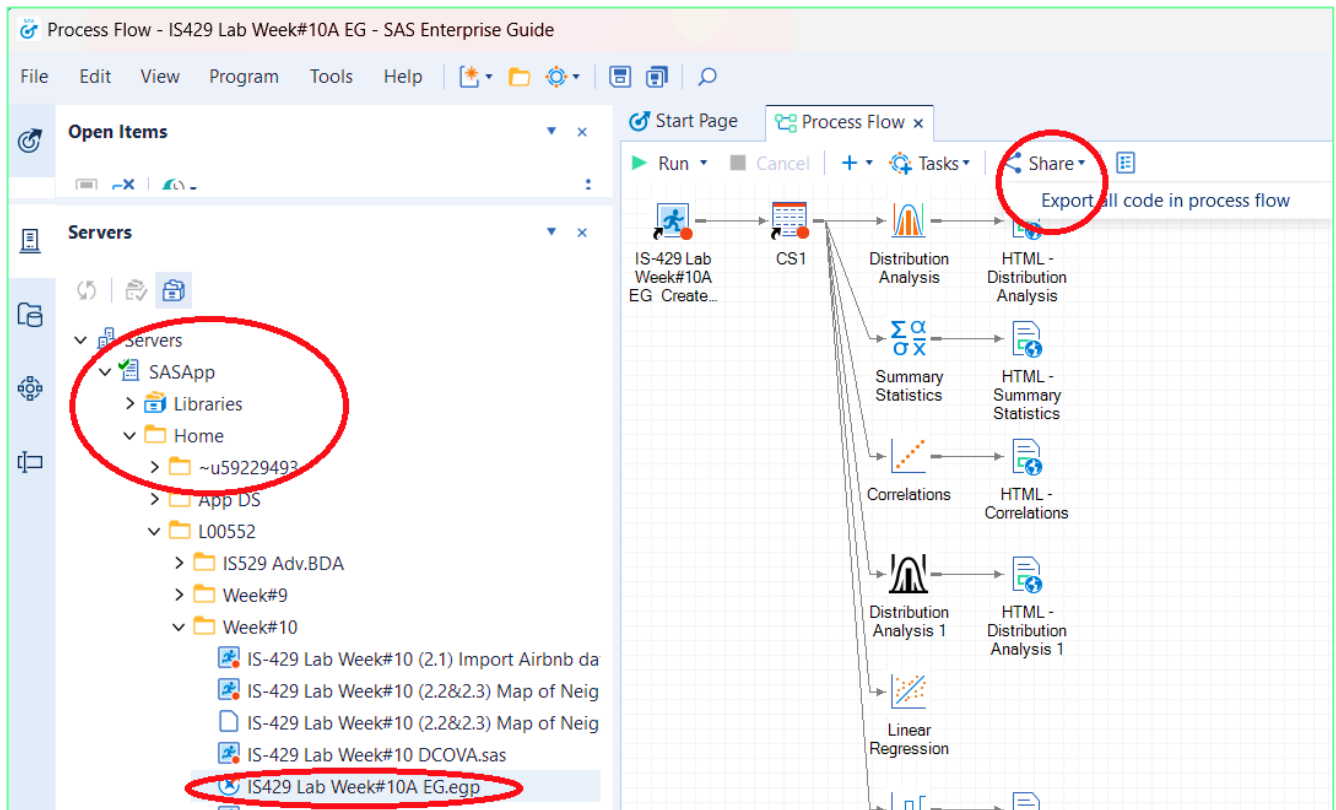 Process Flow - IS429 Lab Week#10A EG - SAS Enterprise Guide
File Edit View Program Tools Help
Open Items
Servers
Servers
SASApp
Libraries
Home
~u59229493
App DS
L00552
IS529 Adv.BDA
Week#9
Week#10
IS-429 Lab Week#10 (2.1) Import Airbnb da
IS-429 Lab Week#10 (2.2&2.3) Map of Neig
IS-429 Lab Week#10 (2.2&2.3) Map of Neig
IS-429 Lab Week#10 DCOVA.sas
IS429 Lab Week#10A EG.egp
Start Page Process Flow
Run Cancel Tasks Share
Export all code in process flow
IS-429 Lab
Week#10A
EG Create...
CS1
Distribution
Analysis
HTML -
Distribution
Analysis
Σ α
σ x̄
Summary
Statistics
HTML -
Summary
Statistics
Correlations
HTML -
Correlations
Distribution
Analysis 1
HTML -
Distribution
Analysis 1
Linear
Regression